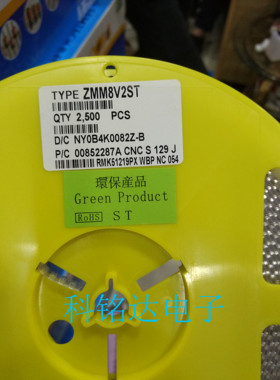 TYPE ZMM8V2ST
QTY 2,500 PCS
D/C NY0B4K0082Z-B
P/C 00852287A CNC S 129 J
RMK51219PX WBP NC 054
環保産品
Green Product
RoHS ST
科铭达电子